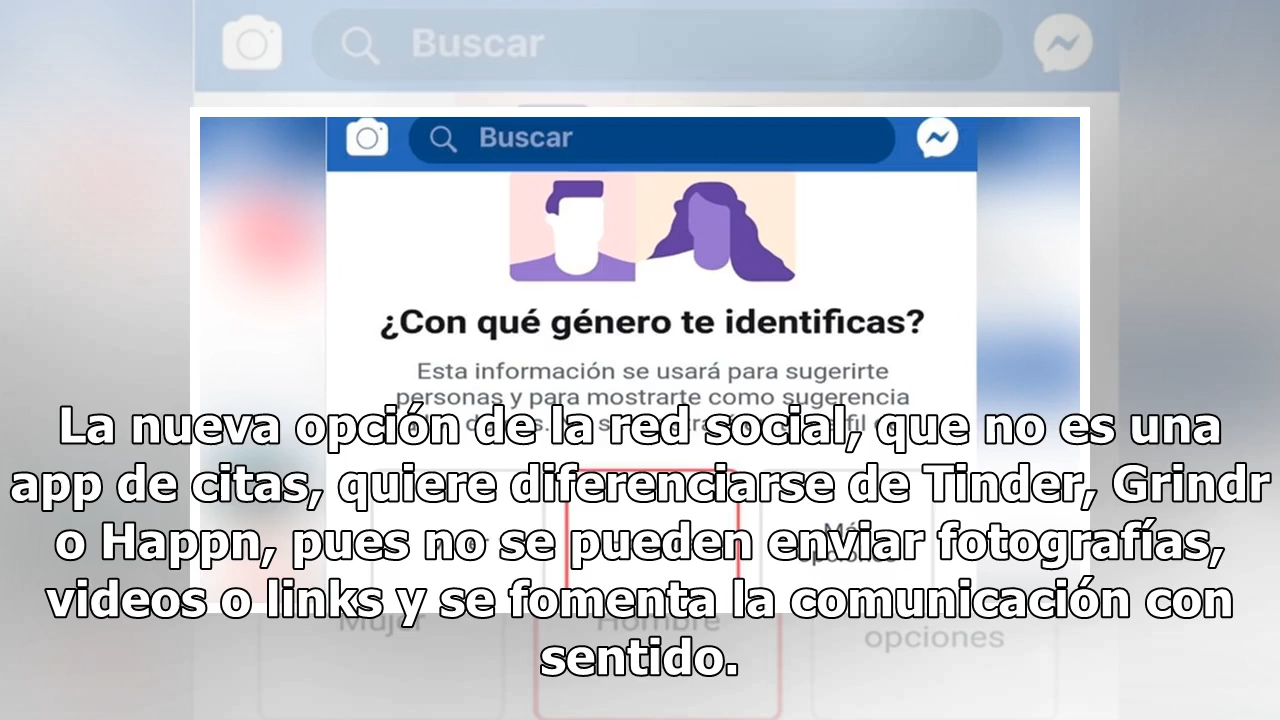 Buscar
Buscar
¿Con qué género te identificas?
Esta información se usará para sugerirte
personas y para mostrarte como sugerencia
La nueva opción de la red social, que no es una
app de citas, quiere diferenciarse de Tinder, Grindr
o Happn, pues no se pueden enviar fotografías,
videos o links y se fomenta la comunicación con
sentido.
Mujer
Hombre
opciones